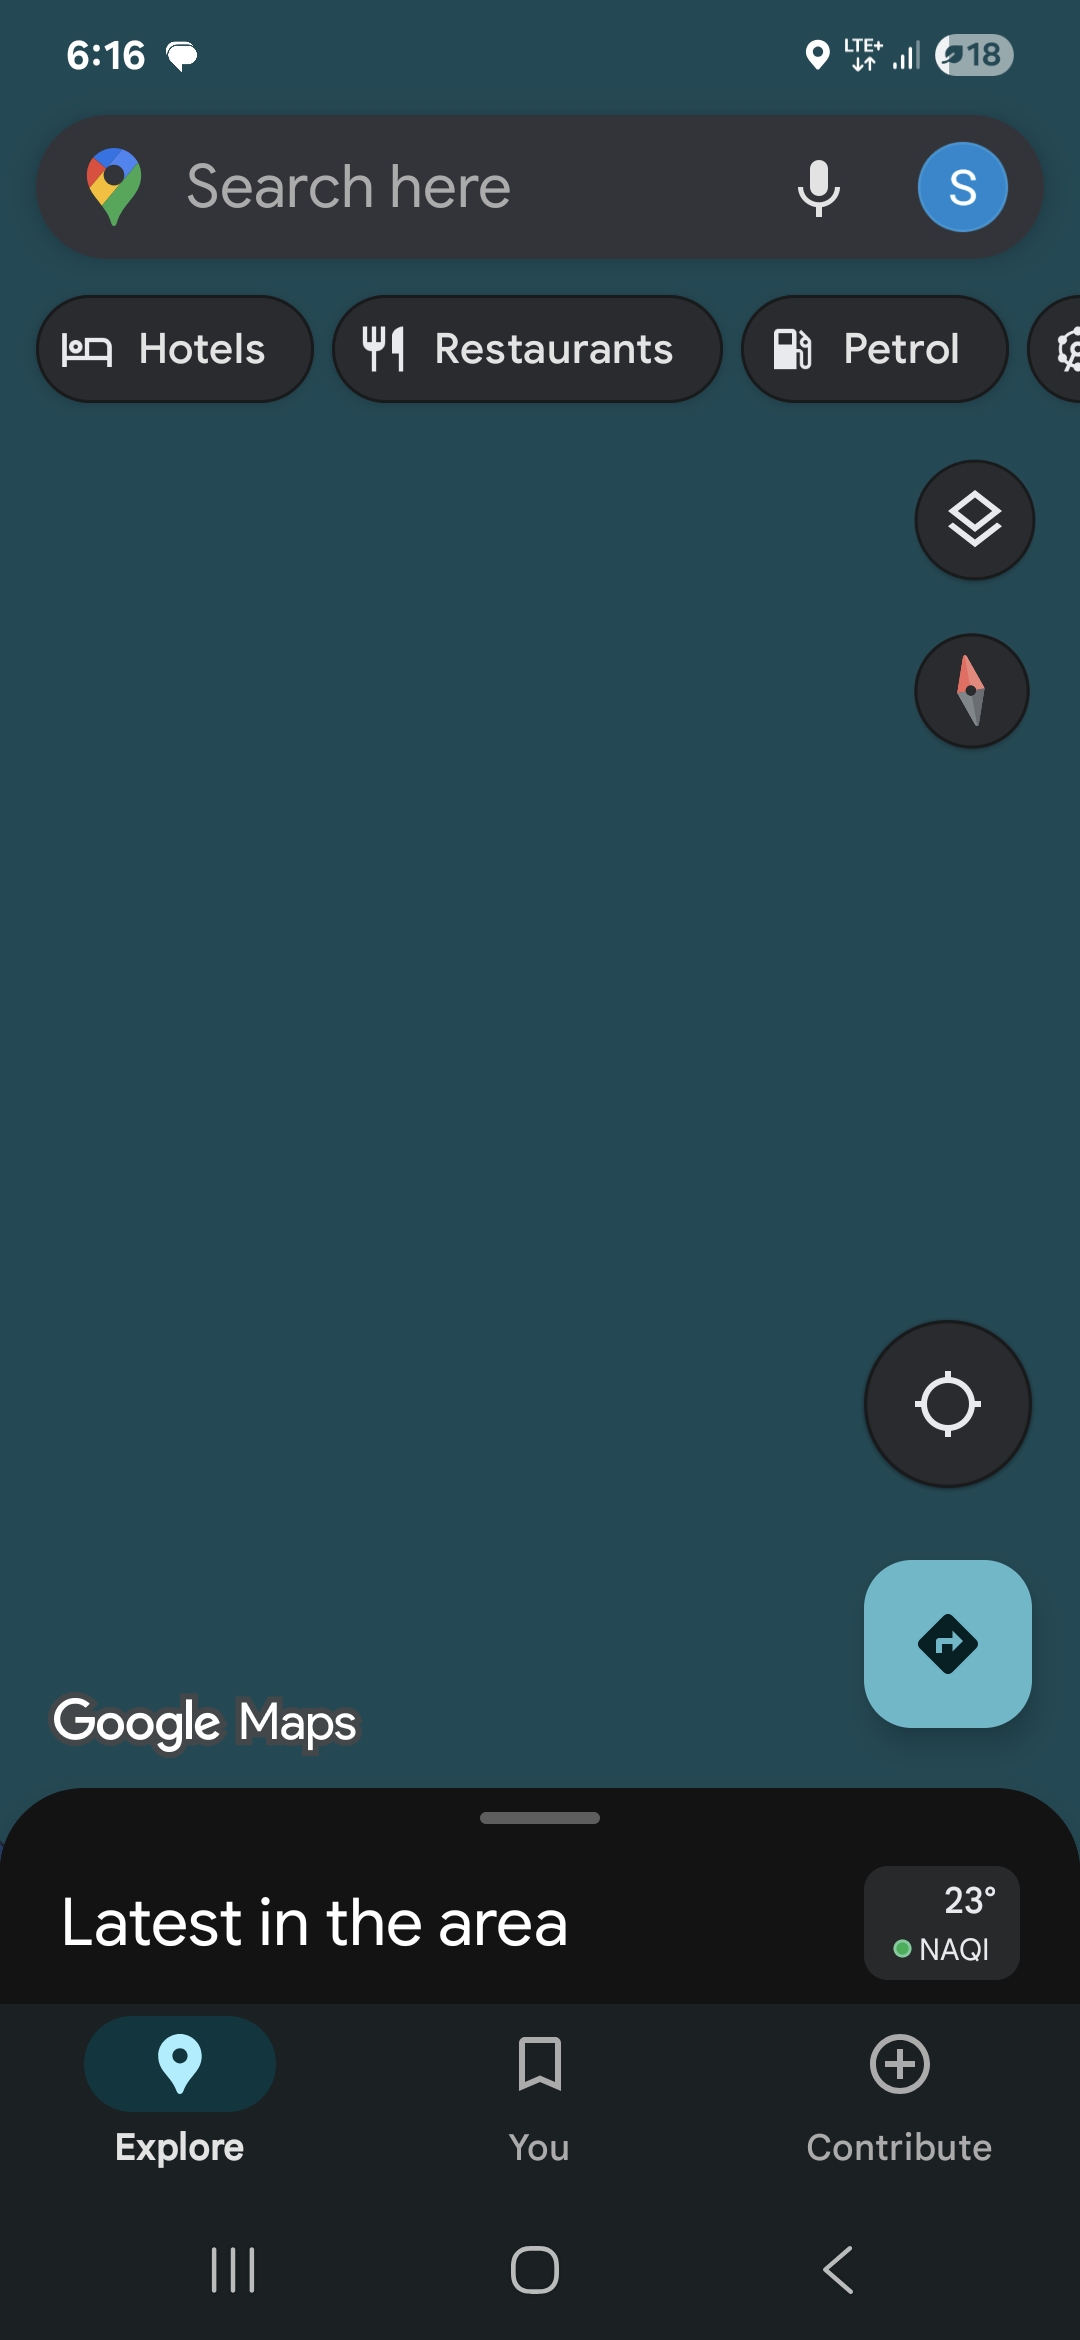 6:16
LTE+
18
Search here
S
Hotels
Restaurants
Petrol
Google Maps
Latest in the area
23°
NAQI
Explore
You
Contribute